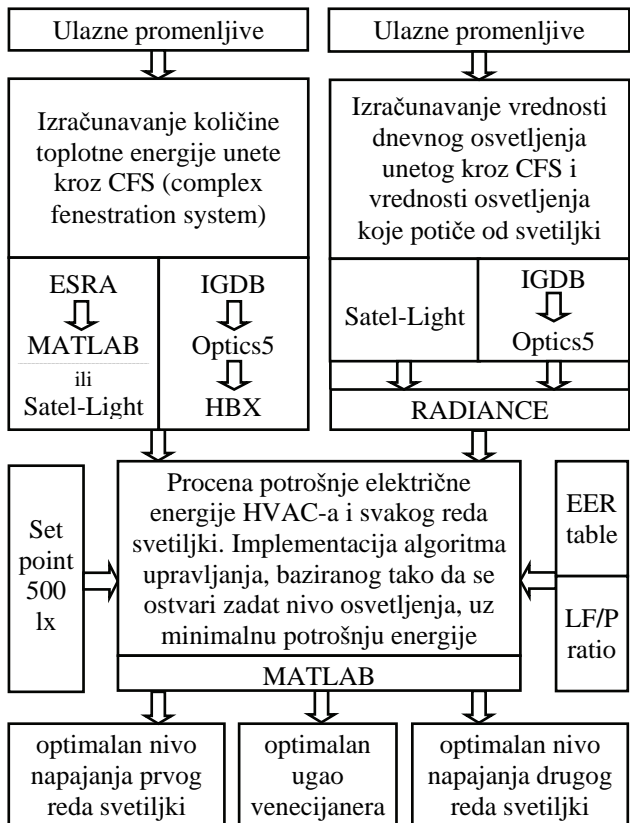 Ulazne promenljive
Izračunavanje količine
toplotne energije unete
kroz CFS (complex
fenestration system)
ESRA
MATLAB
ili
Satel-Light
IGDB
Optics5
HBX
Ulazne promenljive
Izračunavanje vrednosti
dnevnog osvetljenja
unetog kroz CFS i
vrednosti osvetljenja
koje potiče od svetiljki
Satel-Light
IGDB
Optics5
RADIANCE
Set
point
500
lx
Procena potrošnje električne
energije HVAC-a i svakog reda
svetiljki. Implementacija algoritma
upravljanja, baziranog tako da se
ostvari zadat nivo osvetljenja, uz
minimalnu potrošnju energije
MATLAB
EER
table
LF/P
ratio
optimalan nivo
napajanja prvog
reda svetiljki
optimalan
ugao
venecijanera
optimalan nivo
napajanja drugog
reda svetiljki